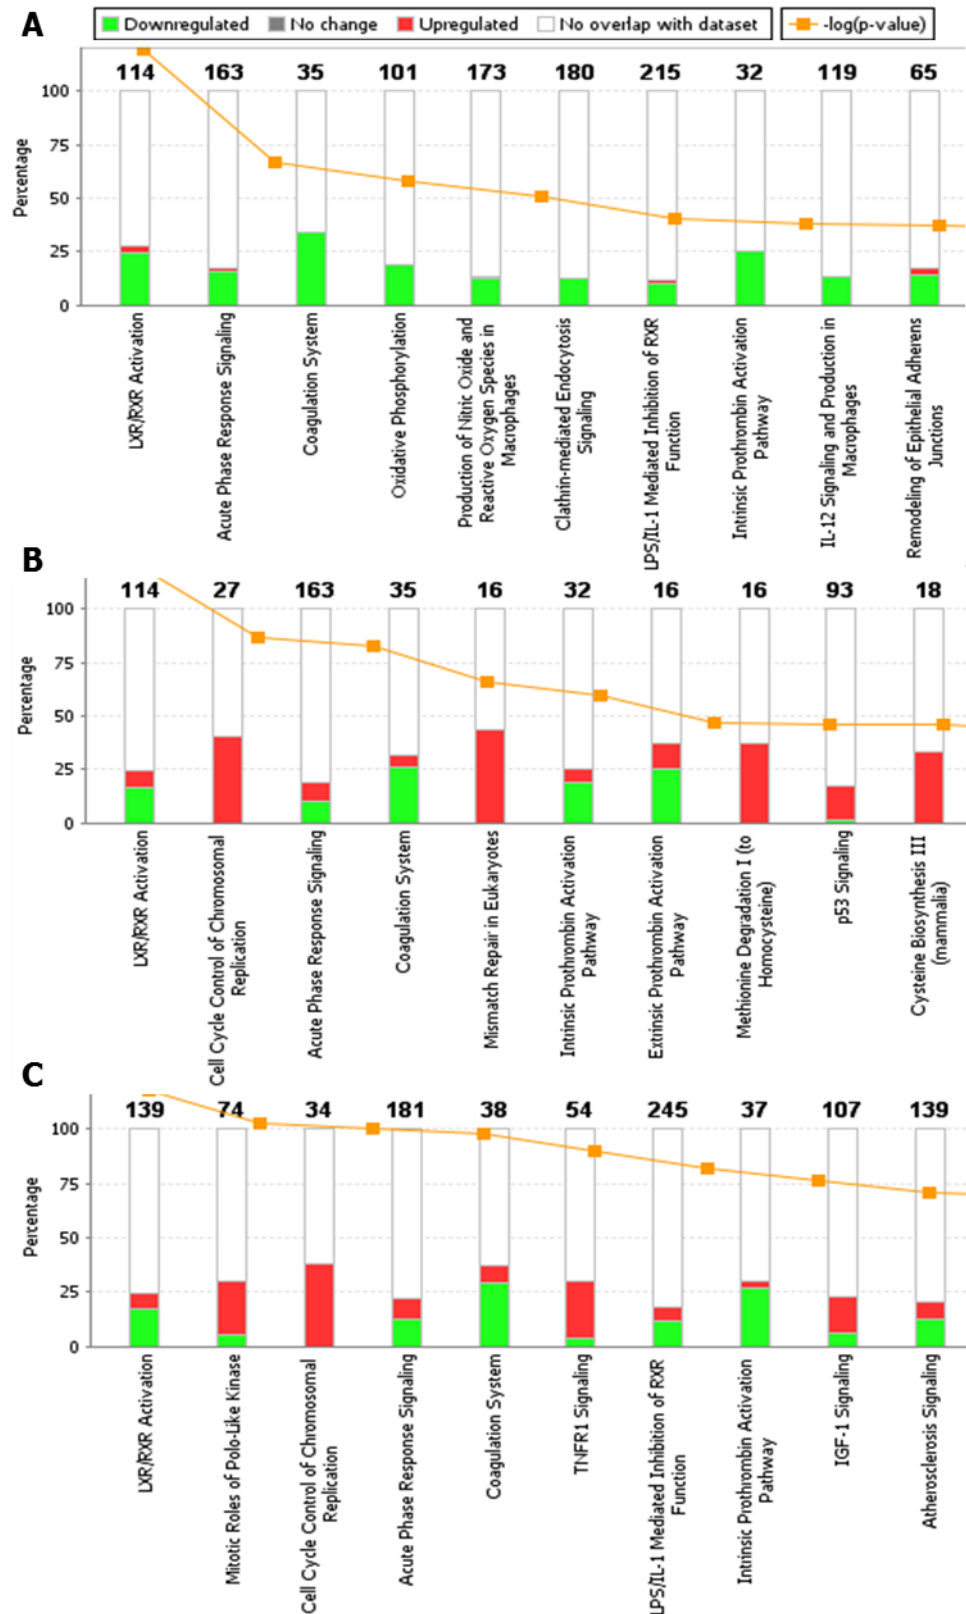 A
Downregulated No change Upregulated No overlap with dataset -log(p-value)
114 163 35 101 173 180 215 32 119 65
100
75
50
25
0
Percentage
LXR/RXR Activation
Acute Phase Response Signaling
Coagulation System
Oxidative Phosphorylation
Production of Nitric Oxide and
Reactive Oxygen Species in
Macrophages
Clathrin-mediated Endocytosis
Signaling
LPS/IL-1 Mediated Inhibition of RXR
Function
Intrinsic Prothrombin Activation
Pathway
IL-12 Signaling and Production in
Macrophages
Remodeling of Epithelial Adherens
Junctions
B
114 27 163 35 16 32 16 16 93 18
100
75
50
25
0
Percentage
LXR/RXR Activation
Cell Cycle Control of Chromosomal
Replication
Acute Phase Response Signaling
Coagulation System
Mismatch Repair in Eukaryotes
Intrinsic Prothrombin Activation
Pathway
Extrinsic Prothrombin Activation
Pathway
Methionine Degradation I (to
Homocysteine)
p53 Signaling
Cysteine Biosynthesis III
(mammalia)
C
139 74 34 181 38 54 245 37 107 139
100
75
50
25
0
Percentage
LXR/RXR Activation
Mitotic Roles of Polo-Like Kinase
Cell Cycle Control of Chromosomal
Replication
Acute Phase Response Signaling
Coagulation System
TNFR1 Signaling
LPS/IL-1 Mediated Inhibition of RXR
Function
Intrinsic Prothrombin Activation
Pathway
IGF-1 Signaling
Atherosclerosis Signaling